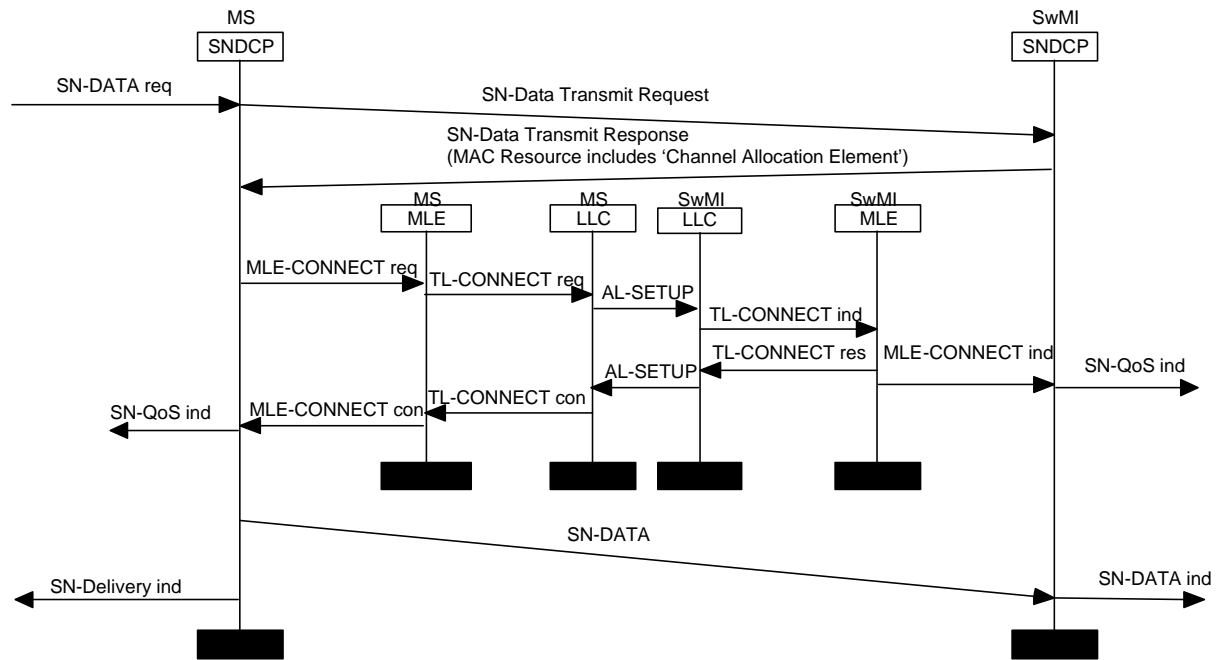 MS
SwMI
SNDCP
SNDCP
SN-DATA req
SN-Data Transmit Request
SN-Data Transmit Response
(MAC Resource includes ‘Channel Allocation Element’)
MS
MS
SwMI
SwMI
MLE
LLC
LLC
MLE
MLE-CONNECT req
TL-CONNECT req
AL-SETUP
TL-CONNECT ind
TL-CONNECT res
MLE-CONNECT ind
SN-QoS ind
AL-SETUP
TL-CONNECT con
MLE-CONNECT con
SN-QoS ind
SN-DATA
SN-Delivery ind
SN-DATA ind